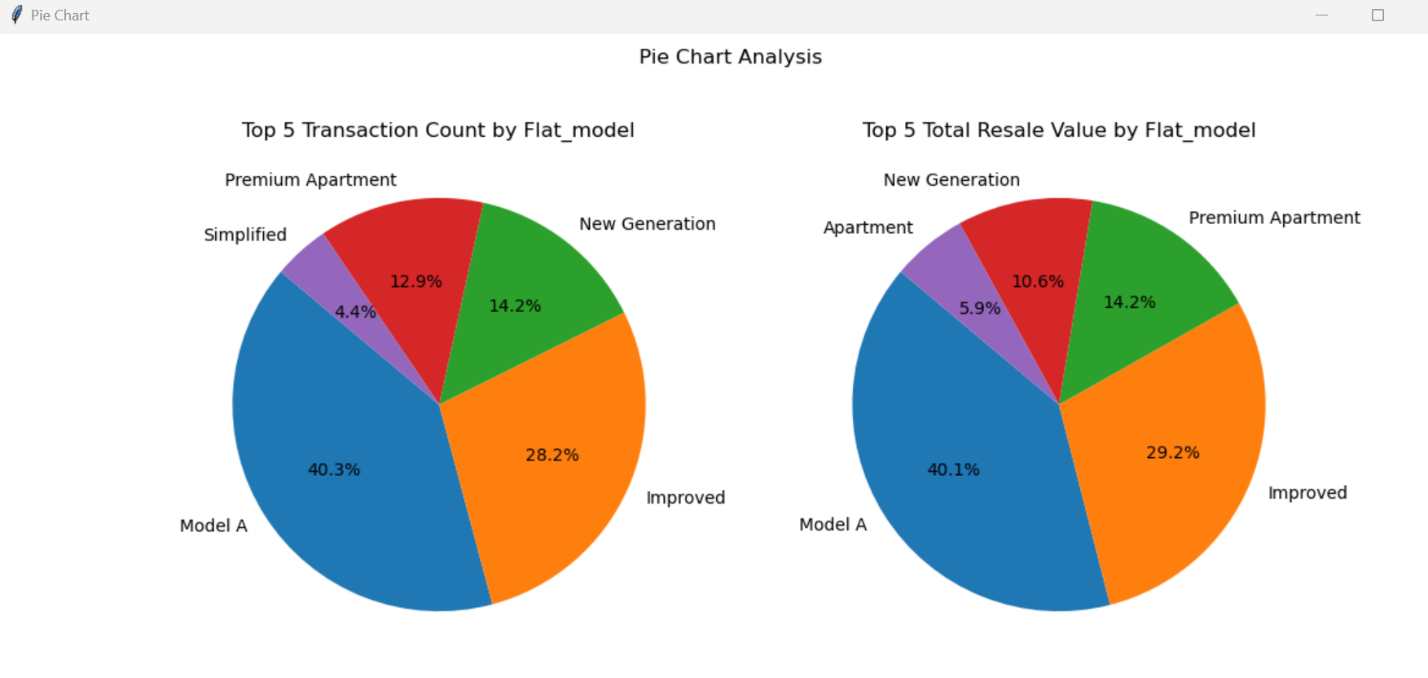 Pie Chart
Pie Chart Analysis
Top 5 Transaction Count by Flat_model
Premium Apartment
Simplified
New Generation
12.9%
14.2%
4.4%
28.2%
40.3%
Improved
Model A
Top 5 Total Resale Value by Flat_model
New Generation
Premium Apartment
Apartment
10.6%
14.2%
5.9%
29.2%
40.1%
Improved
Model A